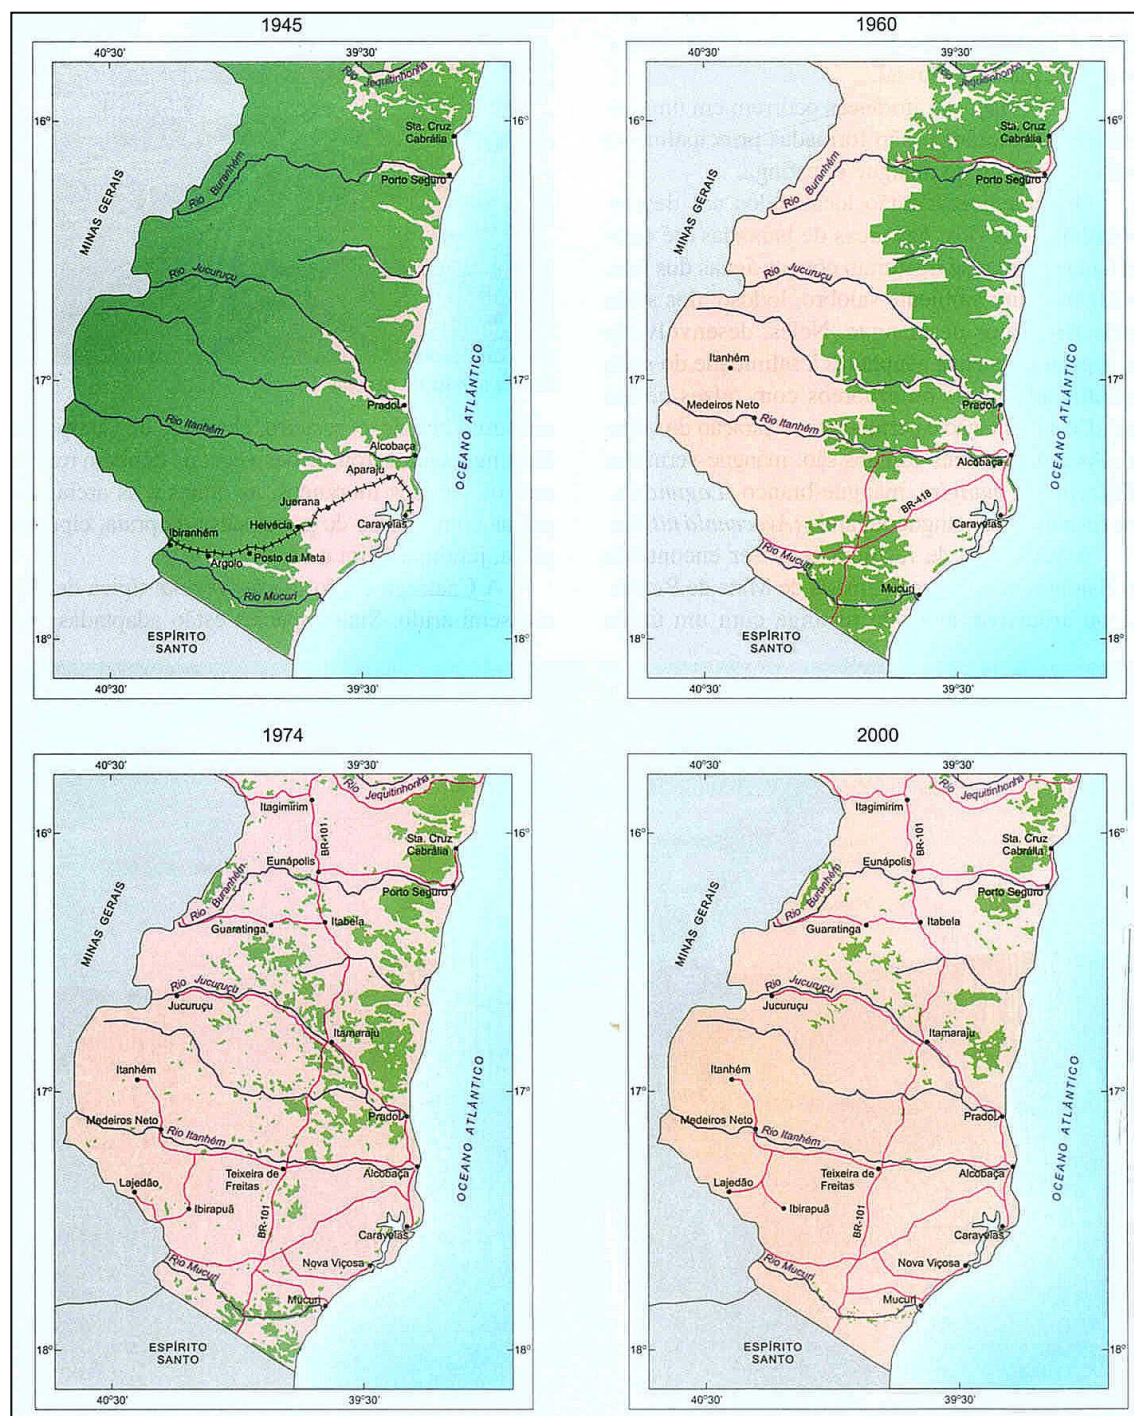 1945
40°30'
39°30'
Rio Jequitinhonha
16°
16°
Sta. Cruz
Cabrália
MINAS GERAIS
Rio Buranhém
Porto Seguro
Rio Jucuruçu
OCEANO ATLÂNTICO
17°
17°
Pradol
Rio Itanhém
Alcobaça
Aparaju
Juerana
Helvécia
Caravelas
Ibiranhém
Argolo
Posto da Mata
Rio Mucuri
18°
18°
ESPÍRITO
SANTO
40°30'
39°30'
1960
40°30'
39°30'
Rio Jequitinhonha
16°
16°
Sta. Cruz
Cabrália
MINAS GERAIS
Rio Buranhém
Porto Seguro
Rio Jucuruçu
OCEANO ATLÂNTICO
Itanhém
17°
17°
Medeiros Neto
Pradol
Rio Itanhém
Alcobaça
BR-418
Caravelas
Rio Mucuri
Mucuri
18°
18°
ESPÍRITO
SANTO
40°30'
39°30'
1974
40°30'
39°30'
Rio Jequitinhonha
Itagimirim
16°
16°
BR-101
Sta. Cruz
Cabrália
Eunápolis
MINAS GERAIS
Rio Buranhém
Porto Seguro
Guaratinga
Itabela
Rio Jucuruçu
Jucuruçu
Itamaraju
OCEANO ATLÂNTICO
Itanhém
17°
17°
Medeiros Neto
Pradol
Rio Itanhém
Teixeira de
Freitas
Alcobaça
Lajedão
Ibirapuã
BR-101
Caravelas
Rio Mucuri
Nova Viçosa
Mucuri
18°
18°
ESPÍRITO
SANTO
40°30'
39°30'
2000
40°30'
39°30'
Rio Jequitinhonha
Itagimirim
16°
16°
BR-101
Sta. Cruz
Cabrália
Eunápolis
MINAS GERAIS
Rio Buranhém
Porto Seguro
Guaratinga
Itabela
Rio Jucuruçu
Jucuruçu
Itamaraju
OCEANO ATLÂNTICO
Itanhém
17°
17°
Medeiros Neto
Pradol
Rio Itanhém
Teixeira de
Freitas
Alcobaça
Lajedão
Ibirapuã
BR-101
Caravelas
Rio Mucuri
Nova Viçosa
Mucuri
18°
18°
ESPÍRITO
SANTO
40°30'
39°30'